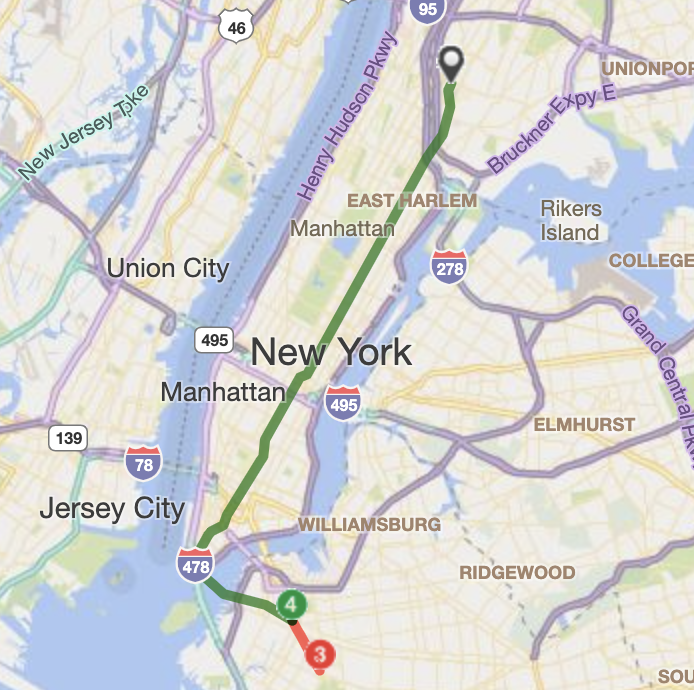 95
46
UNIONPOR
New Jersey Tpke
Henry Hudson Pkwy
Bruckner Expy E
EAST HARLEM
Rikers
Island
Manhattan
COLLEGE
Union City
278
Grand Central Pkw
495
New York
Manhattan
495
ELMHURST
139
78
Jersey City
WILLIAMSBURG
478
RIDGEWOOD
4
3
SOU